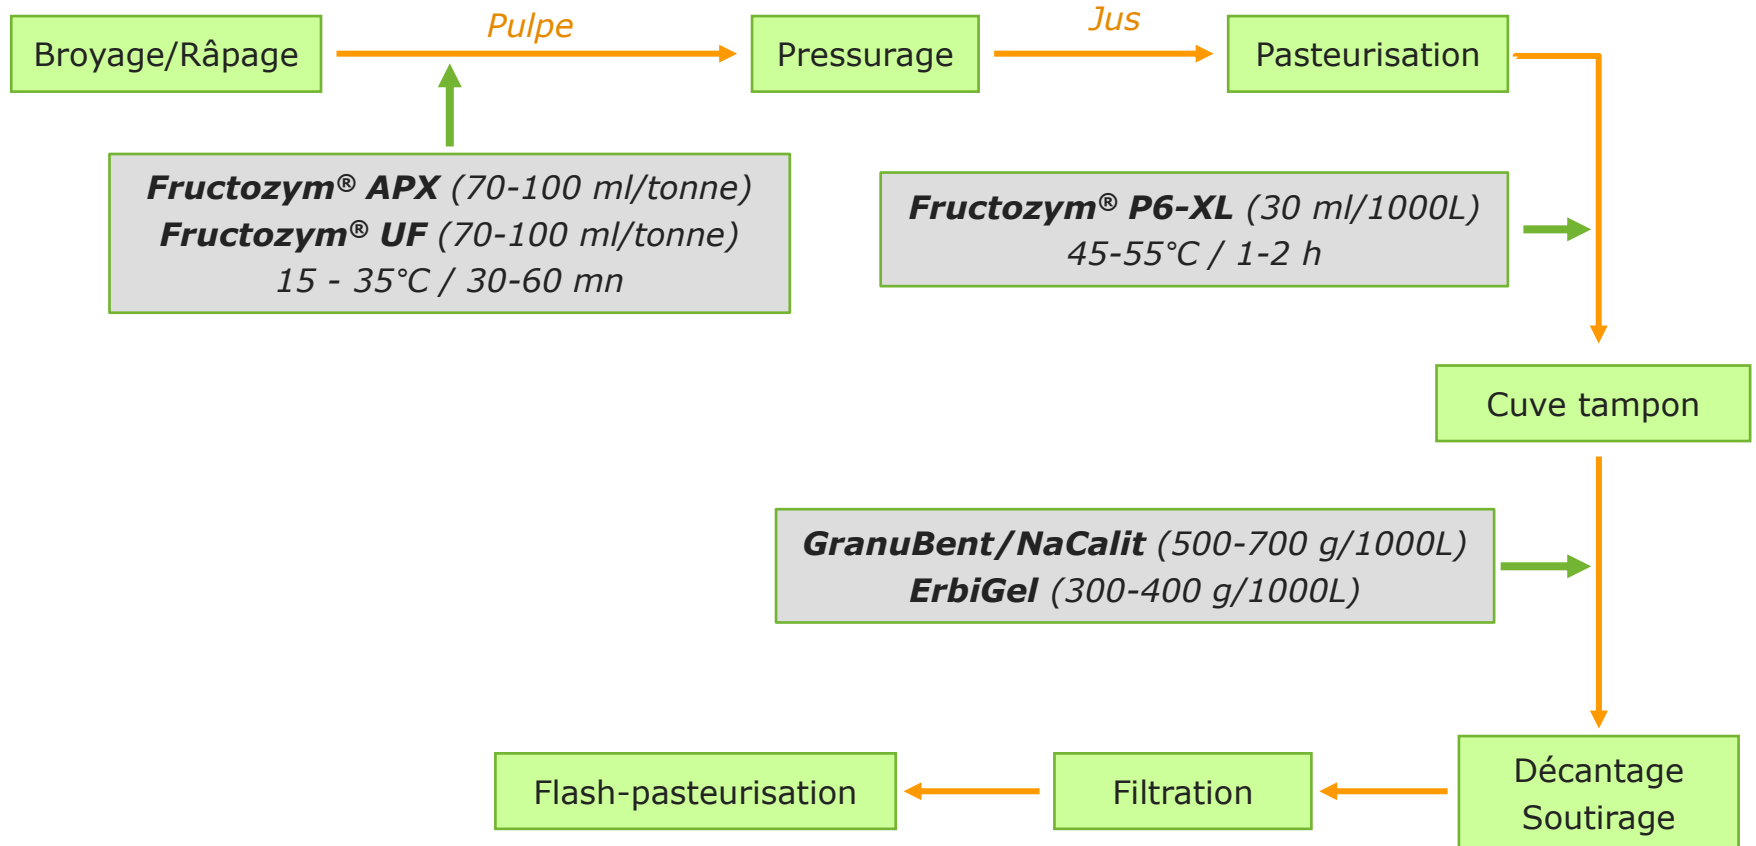 Broyage/Râpage
Pulpe
Pressurage
Jus
Pasteurisation
Fructozym® APX (70-100 ml/tonne)
Fructozym® UF (70-100 ml/tonne)
15 - 35°C / 30-60 mn
Fructozym® P6-XL (30 ml/1000L)
45-55°C / 1-2 h
Cuve tampon
GranuBent/NaCalit (500-700 g/1000L)
ErbiGel (300-400 g/1000L)
Flash-pasteurisation
Filtration
Décantage
Soutirage